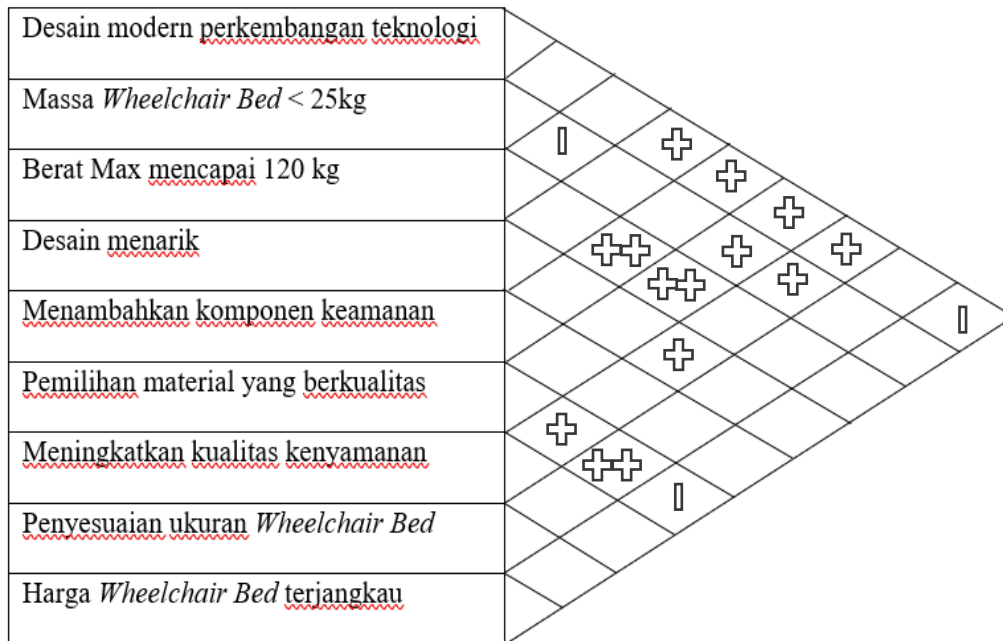 Desain modern perkembangan teknologi
Massa Wheelchair Bed < 25kg
Berat Max mencapai 120 kg
Desain menarik
Menambahkan komponen keamanan
Pemilihan material yang berkualitas
Meningkatkan kualitas kenyamanan
Penyesuaian ukuran Wheelchair Bed
Harga Wheelchair Bed terjangkau